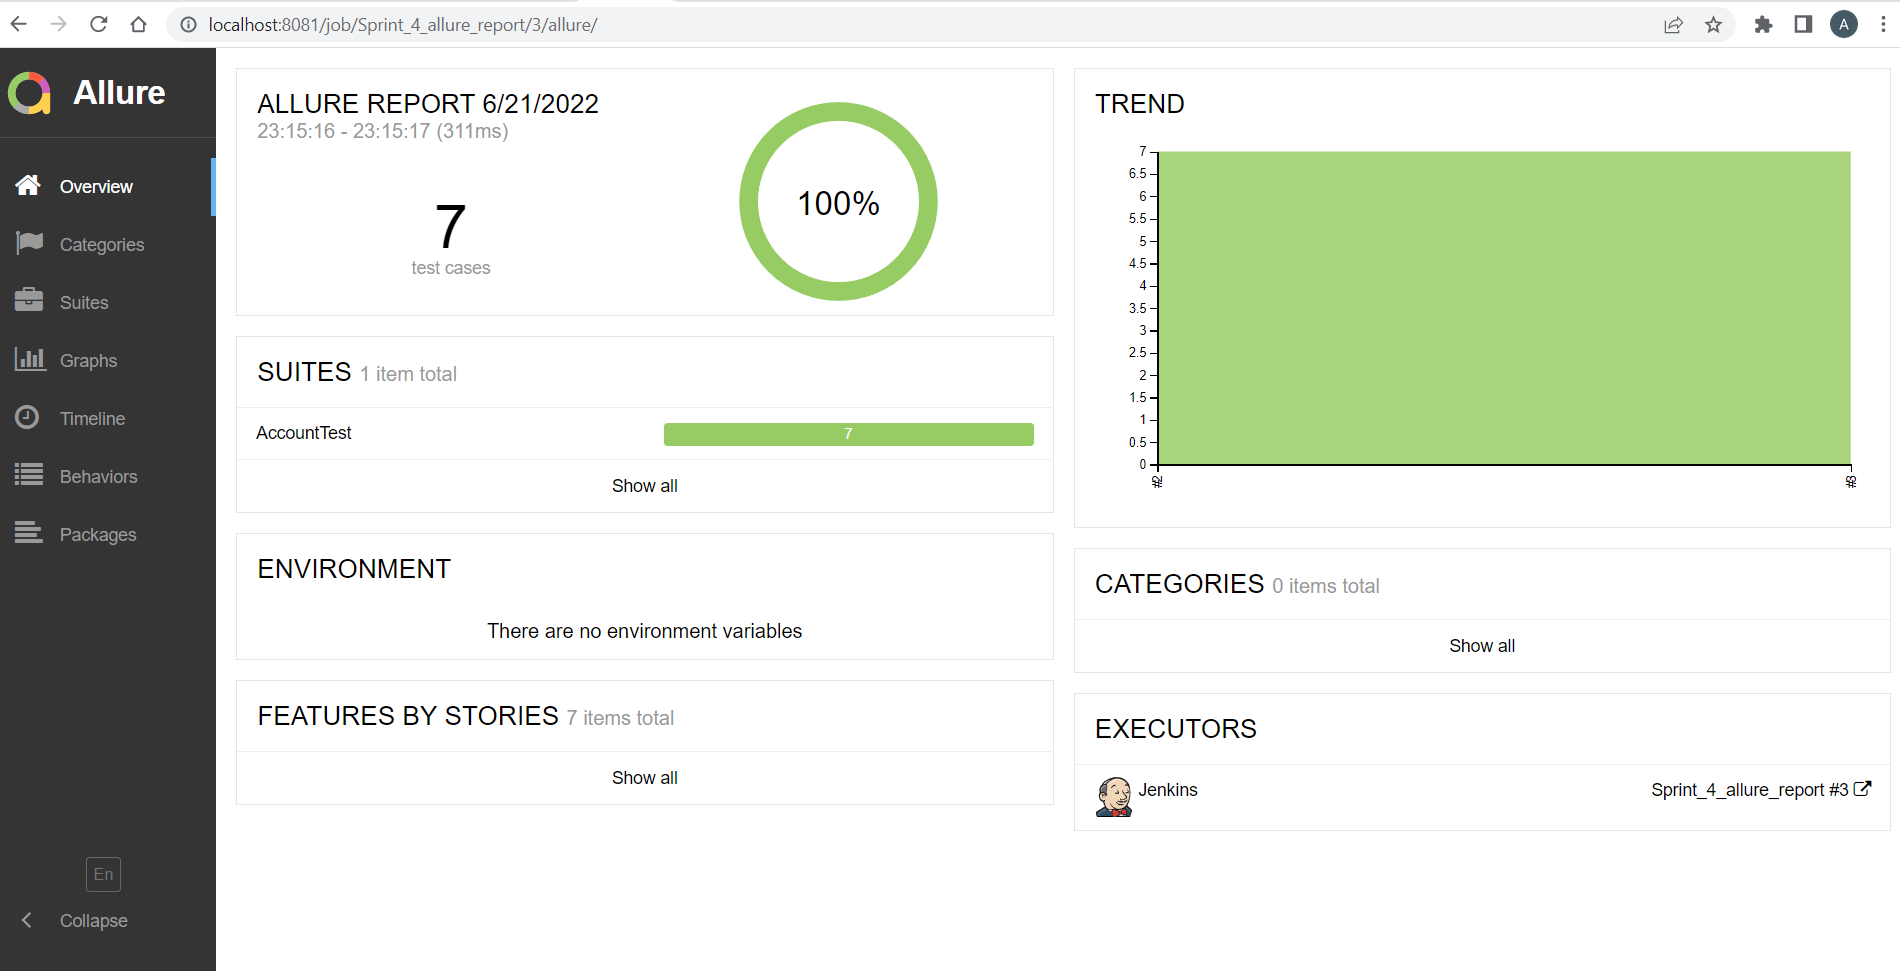 localhost:8081/job/Sprint_4_allure_report/3/allure/
A
Allure
Overview
Categories
Suites
Graphs
Timeline
Behaviors
Packages
En
Collapse
ALLURE REPORT 6/21/2022
23:15:16 - 23:15:17 (311ms)
7
test cases
100%
SUITES 1 item total
AccountTest 7
Show all
ENVIRONMENT
There are no environment variables
FEATURES BY STORIES 7 items total
Show all
TREND
7
6.5
6
5.5
5
4.5
4
3.5
3
2.5
2
1.5
1
0.5
0
#2
#3
CATEGORIES 0 items total
Show all
EXECUTORS
Jenkins Sprint_4_allure_report #3